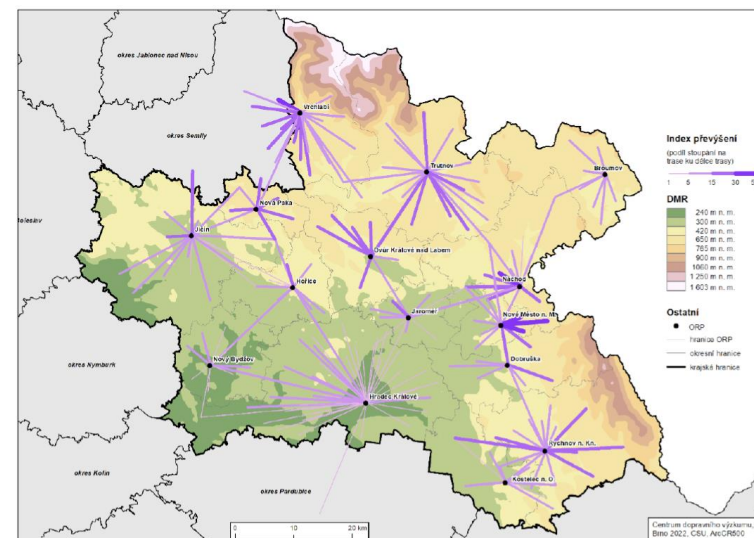 okres Jablonec nad Nisou
okres Semily
Vrchlabí
Trutnov
Broumov
Nová Paka
Jičín
Dvůr Králové nad Labem
Hořice
Jaroměř
Náchod
Nové Město n. M.
Dobruška
Nový Bydžov
Hradec Králové
Rychnov n. Kn.
Kostelec n. O.
okres Nymburk
okres Kolín
okres Pardubice
0 10 20 km
Index převýšení
(podíl stoupání na
trase ku délce trasy)
1 5 15 30
DMR
240 m n. m.
300 m n. m.
420 m n. m.
650 m n. m.
765 m n. m.
900 m n. m.
1060 m n. m.
1 250 m n. m.
1 603 m n. m.
Ostatní
ORP
hranice ORP
okresní hranice
krajská hranice
Centrum dopravního výzkumu,
Brno 2022, ČSÚ, ArcČR500